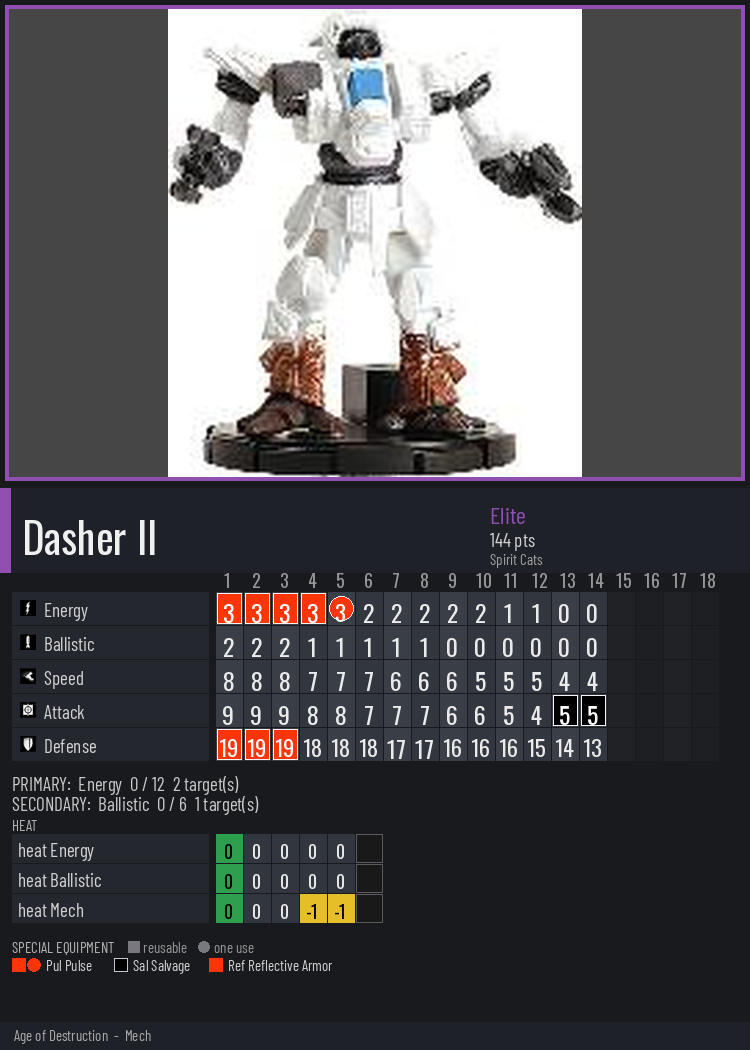 Dasher II
Elite
144 pts
Spirit Cats
1 2 3 4 5 6 7 8 9 10 11 12 13 14 15 16 17 18
Energy 3 3 3 3 3 2 2 2 2 2 1 1 0 0
Ballistic 2 2 2 1 1 1 1 1 0 0 0 0 0 0
Speed 8 8 8 7 7 7 6 6 6 5 5 5 4 4
Attack 9 9 9 8 8 7 7 7 6 6 5 4 5 5
Defense 19 19 19 18 18 18 17 17 16 16 16 15 14 13
PRIMARY: Energy 0 / 12 2 target(s)
SECONDARY: Ballistic 0 / 6 1 target(s)
HEAT
heat Energy 0 0 0 0 0
heat Ballistic 0 0 0 0 0
heat Mech 0 0 0 -1 -1
SPECIAL EQUIPMENT reusable one use
Pul Pulse Sal Salvage Ref Reflective Armor
Age of Destruction - Mech